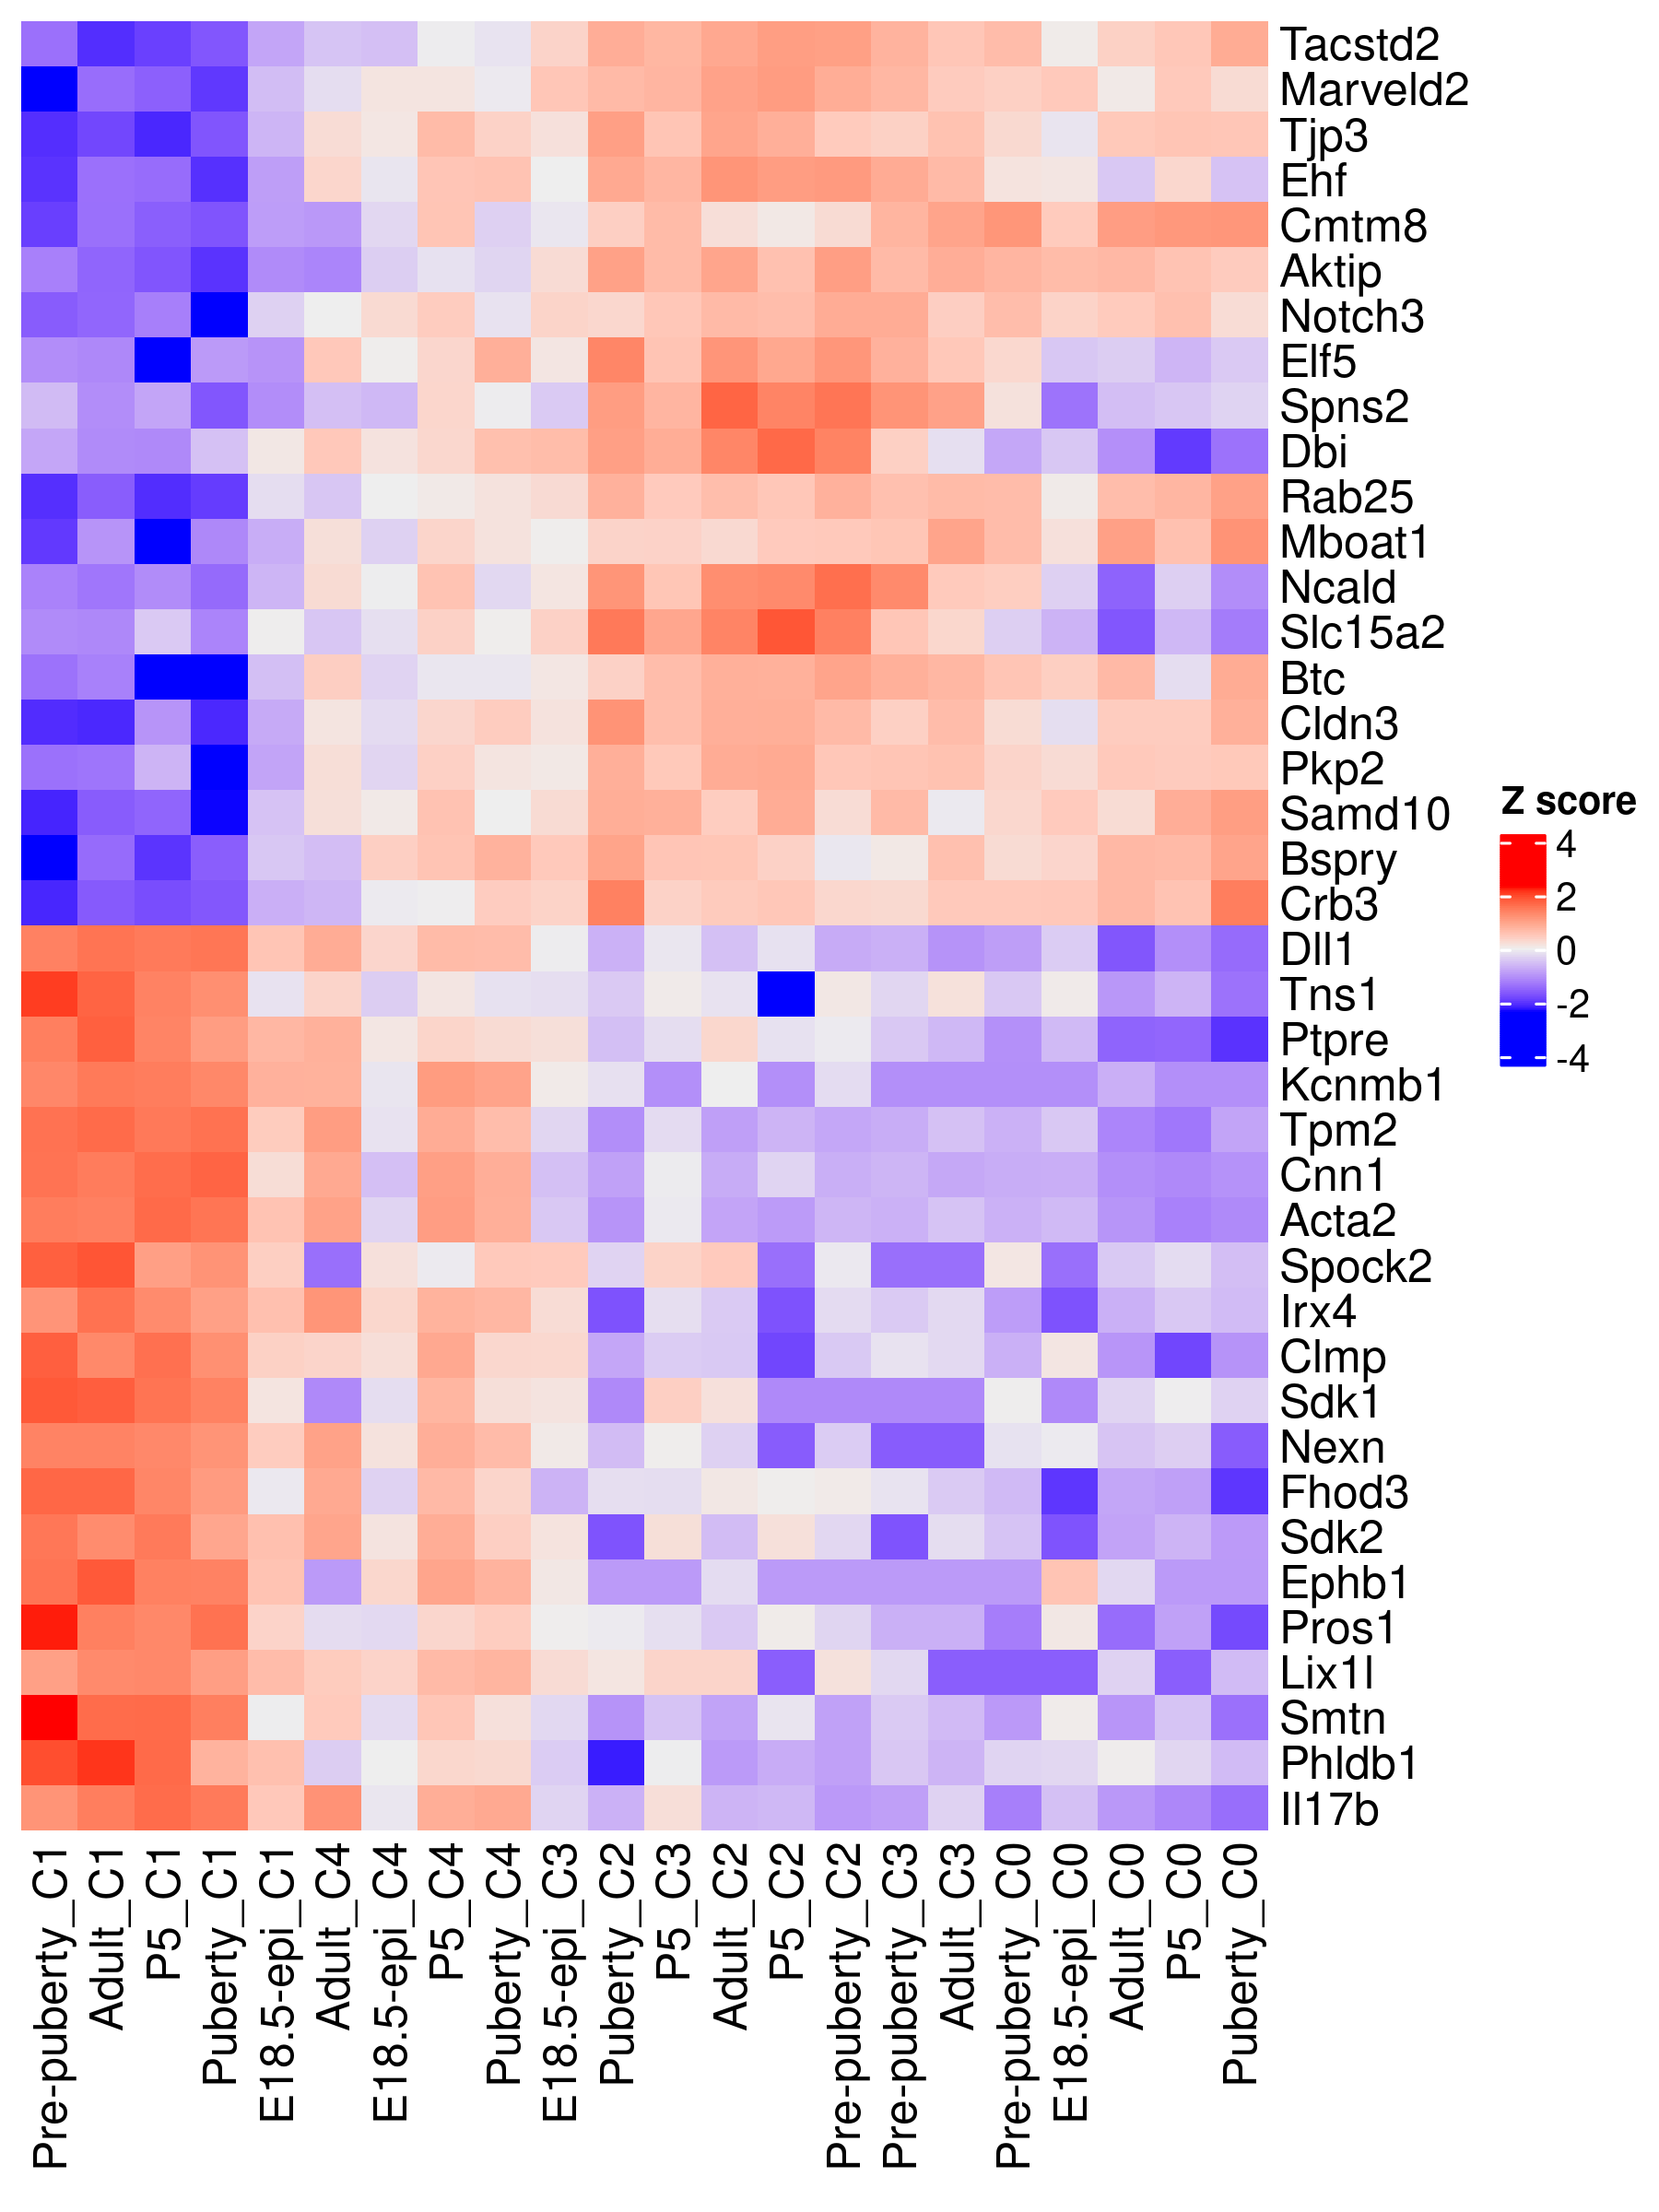 Tacstd2
Marveld2
Tjp3
Ehf
Cmtm8
Aktip
Notch3
Elf5
Spns2
Dbi
Rab25
Mboat1
Ncald
Slc15a2
Btc
Cldn3
Pkp2
Samd10
Bspry
Crb3
Dll1
Tns1
Ptpre
Kcnmb1
Tpm2
Cnn1
Acta2
Spock2
Irx4
Clmp
Sdk1
Nexn
Fhod3
Sdk2
Ephb1
Pros1
Lix1l
Smtn
Phldb1
Il17b
Z score
4
2
0
-2
-4
Pre-puberty_C1
Adult_C1
P5_C1
Puberty_C1
E18.5-epi_C1
Adult_C4
E18.5-epi_C4
P5_C4
Puberty_C4
E18.5-epi_C3
Puberty_C2
P5_C3
Adult_C2
P5_C2
Pre-puberty_C2
Pre-puberty_C3
Adult_C3
Pre-puberty_C0
E18.5-epi_C0
Adult_C0
P5_C0
Puberty_C0